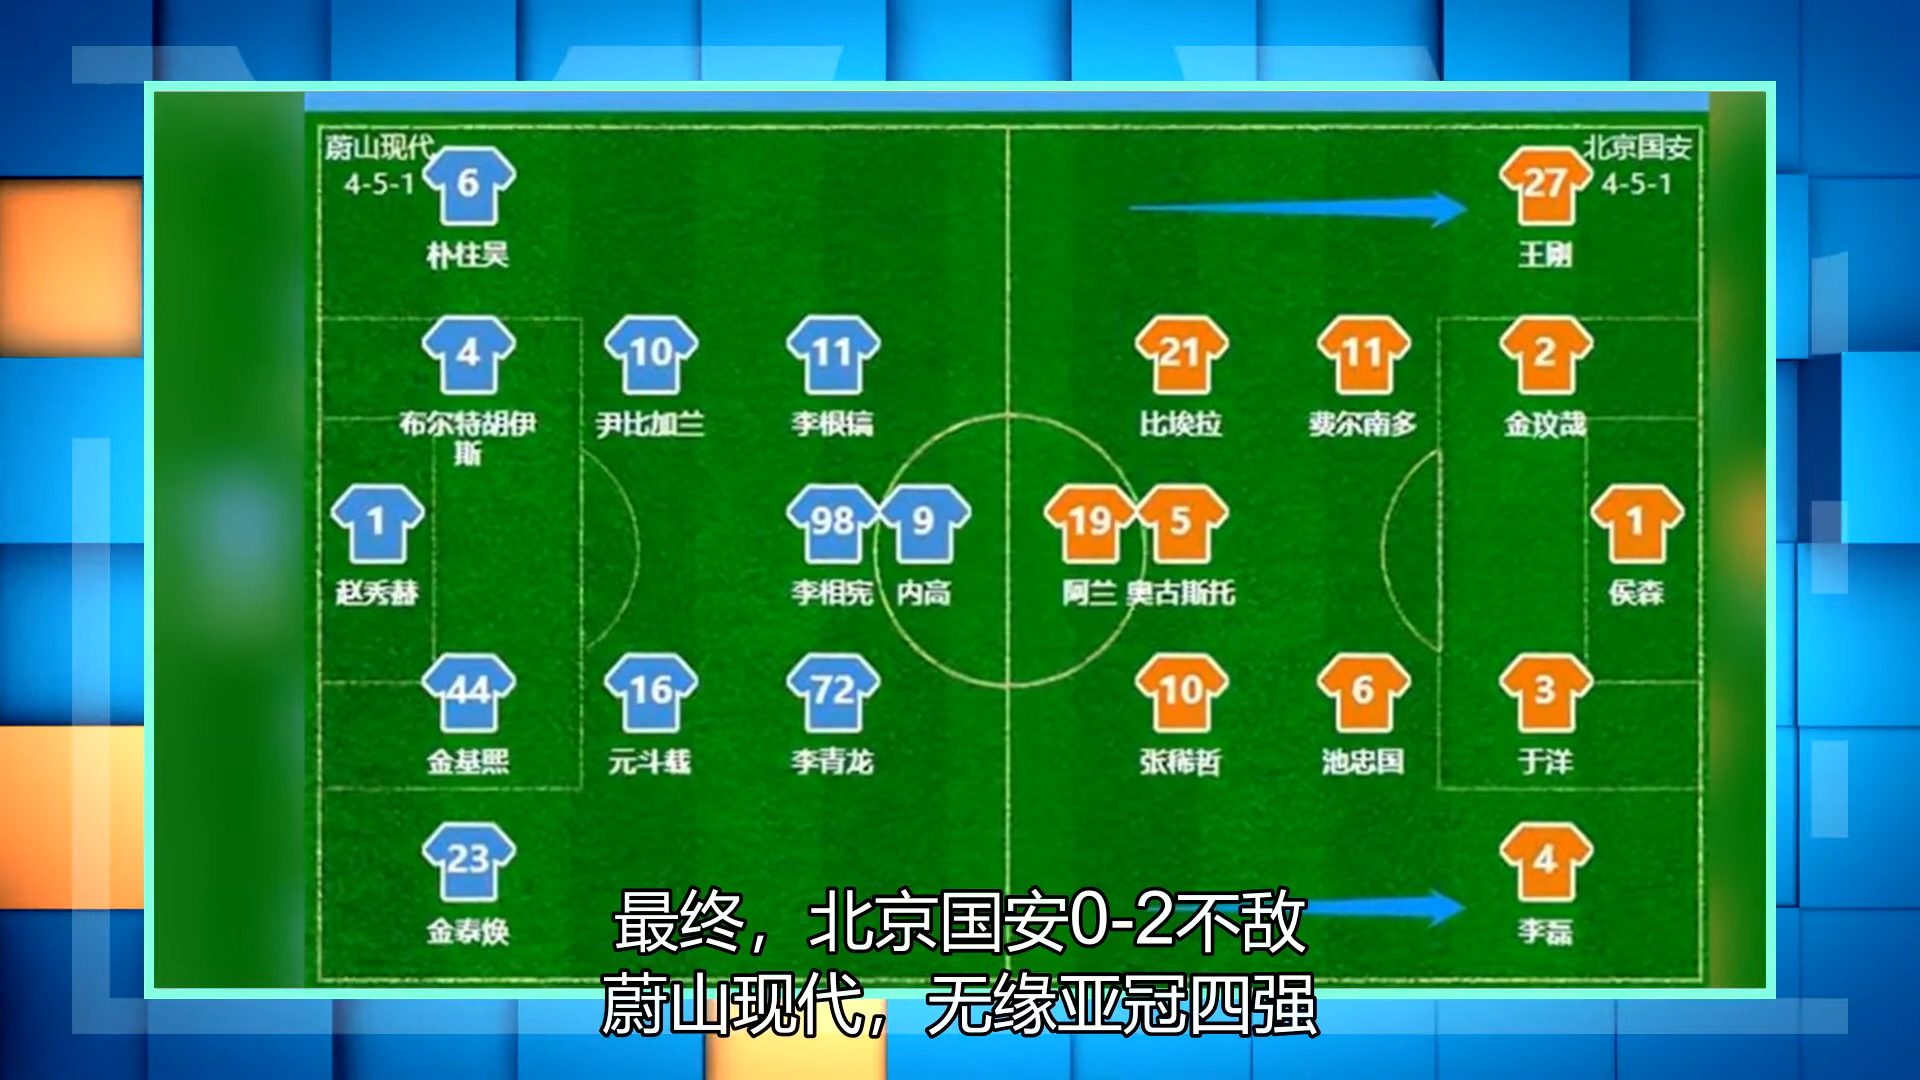 蔚山现代
4-5-1
北京国安
4-5-1
6
朴柱昊
27
王刚
4
布尔特胡伊
斯
10
尹比加兰
11
李根镐
21
比埃拉
11
费尔南多
2
金玟哉
1
赵秀赫
98
李相宪
9
内高
19
阿兰
5
奥古斯托
1
侯森
44
金基熙
16
元斗载
72
李青龙
10
张稀哲
6
池忠国
3
于洋
23
金泰焕
4
李磊
最终，北京国安0-2不敌
蔚山现代，无缘亚冠四强